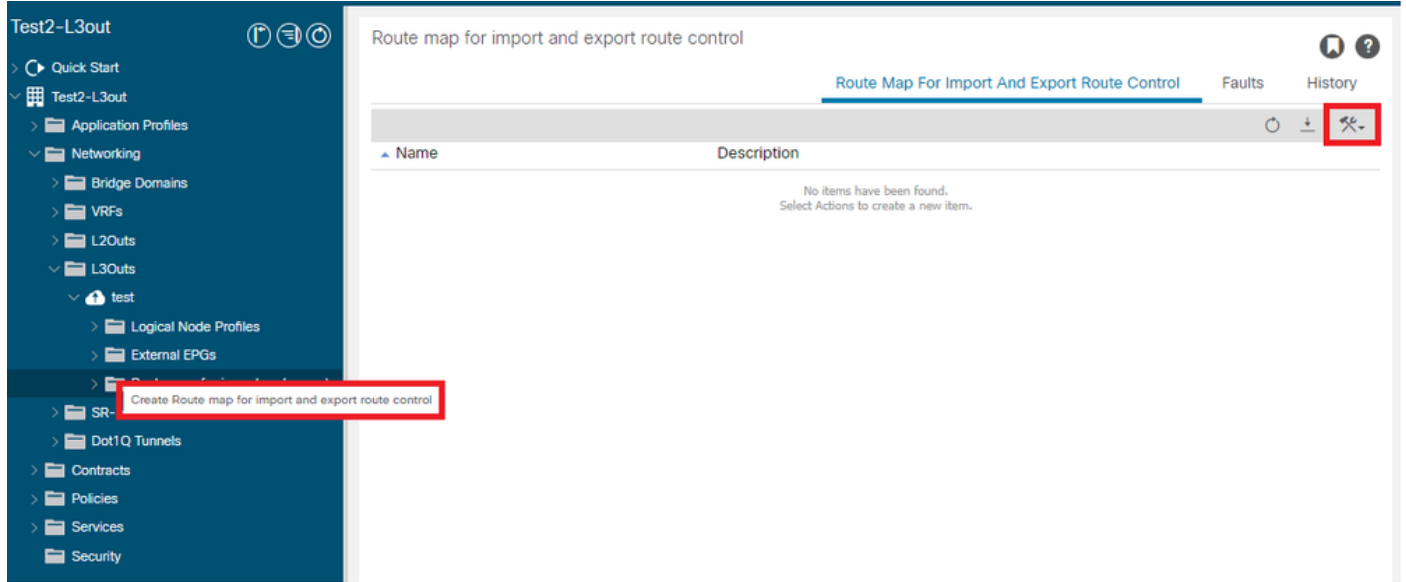 Test2-L3out
Quick Start
Test2-L3out
Application Profiles
Networking
Bridge Domains
VRFs
L2Outs
L3Outs
test
Logical Node Profiles
External EPGs
Create Route map for import and export route control
SR-
Dot1Q Tunnels
Contracts
Policies
Services
Security
Route map for import and export route control
?
Route Map For Import And Export Route Control Faults History
Name Description
No items have been found.
Select Actions to create a new item.